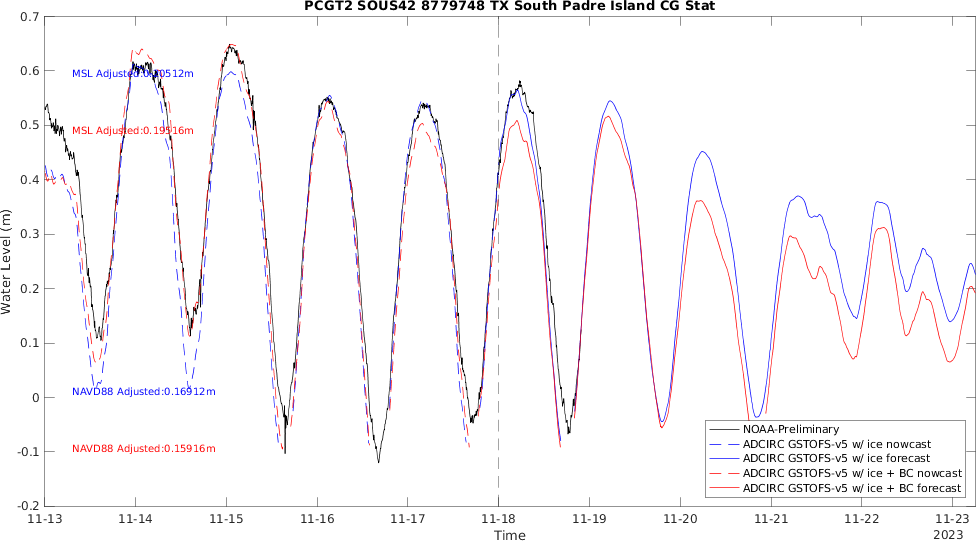 PCGT2 SOUS42 8779748 TX South Padre Island CG Stat
0.7
0.6
0.5
0.4
0.3
0.2
0.1
0
-0.1
-0.2
Water Level (m)
MSL Adjusted:
MSL Adjusted:0.19516m
NAVD88 Adjusted:0.16912m
NAVD88 Adjusted:0.15916m
NOAA-Preliminary
ADCIRC GSTOFS-v5 w/ ice nowcast
ADCIRC GSTOFS-v5 w/ ice forecast
ADCIRC GSTOFS-v5 w/ ice + BC nowcast
ADCIRC GSTOFS-v5 w/ ice + BC forecast
11-13 11-14 11-15 11-16 11-17 11-18 11-19 11-20 11-21 11-22 11-23
Time
2023